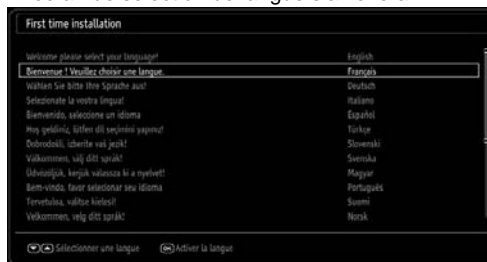 First time installation
Welcome please select your language! English
Bienvenue ! Veuillez choisir une langue. Français
Wählen Sie bitte Ihre Sprache aus! Deutsch
Selezionate la vostra lingua! Italiano
Bienvenido, seleccione un idioma Español
Hoş geldiniz, lütfen dil seçimini yapınız! Türkçe
Dobrodošli, izberite vaš jezik! Slovenski
Välkommen, välj ditt språk! Svenska
Üdvözöljük, kérjük válassza ki a nyelvet! Magyar
Bem-vindo, favor selecionar seu idioma Português
Tervetuloa, valitse kielesi! Suomi
Velkommen, velg ditt språk! Norsk
Sélectionner une langue OK Activer la langue